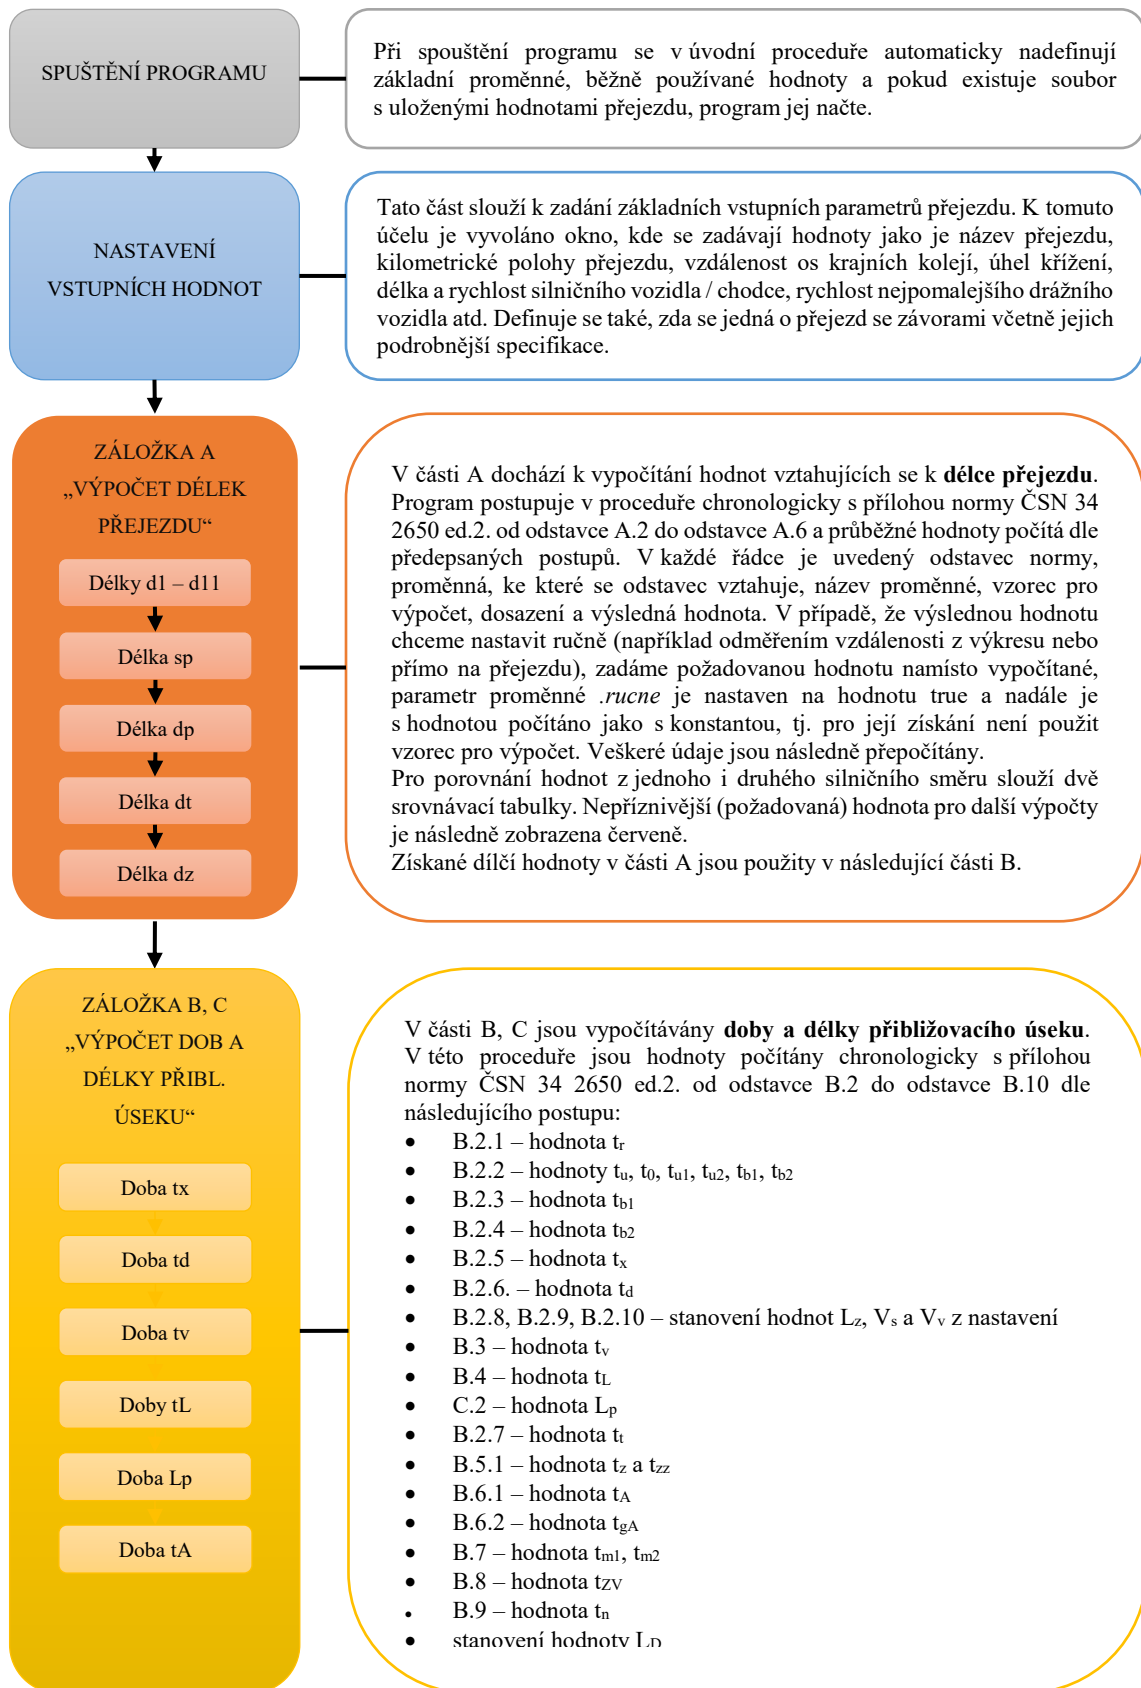 SPUŠTĚNÍ PROGRAMU
Při spouštění programu se v úvodní proceduře automaticky nadefinují
základní proměnné, běžně používané hodnoty a pokud existuje soubor
s uloženými hodnotami přejezdu, program jej načte.
NASTAVENÍ
VSTUPNÍCH HODNOT
Tato část slouží k zadání základních vstupních parametrů přejezdu. K tomuto
účelu je vyvoláno okno, kde se zadávají hodnoty jako je název přejezdu,
kilometrické polohy přejezdu, vzdálenost os krajních kolejí, úhel křížení,
délka a rychlost silničního vozidla / chodce, rychlost nejpomalejšího drážního
vozidla atd. Definuje se také, zda se jedná o přejezd se závorami včetně jejich
podrobnější specifikace.
ZÁLOŽKA A
„VÝPOČET DÉLEK
PŘEJEZDU“
Délky d1 – d11
Délka sp
Délka dp
Délka dt
Délka dz
V části A dochází k vypočítání hodnot vztahujících se k délce přejezdu.
Program postupuje v proceduře chronologicky s přílohou normy ČSN 34
2650 ed.2. od odstavce A.2 do odstavce A.6 a průběžné hodnoty počítá dle
předepsaných postupů. V každé řádce je uvedený odstavec normy,
proměnná, ke které se odstavec vztahuje, název proměnné, vzorec pro
výpočet, dosazení a výsledná hodnota. V případě, že výslednou hodnotu
chceme nastavit ručně (například odměřením vzdálenosti z výkresu nebo
přímo na přejezdu), zadáme požadovanou hodnotu namísto vypočítané,
parametr proměnné .rucne je nastaven na hodnotu true a nadále je
s hodnotou počítáno jako s konstantou, tj. pro její získání není použit
vzorec pro výpočet. Veškeré údaje jsou následně přepočítány.
Pro porovnání hodnot z jednoho i druhého silničního směru slouží dvě
srovnávací tabulky. Nepříznivější (požadovaná) hodnota pro další výpočty
je následně zobrazena červeně.
Získané dílčí hodnoty v části A jsou použity v následující části B.
ZÁLOŽKA B, C
„VÝPOČET DOB A
DÉLKY PŘIBL.
ÚSEKU“
Doba tx
Doba td
Doba tv
Doby tL
Doba Lp
Doba tA
V části B, C jsou vypočítávány doby a délky přibližovacího úseku.
V této proceduře jsou hodnoty počítány chronologicky s přílohou
normy ČSN 34 2650 ed.2. od odstavce B.2 do odstavce B.10 dle
následujícího postupu:
• B.2.1 – hodnota tr
• B.2.2 – hodnoty tu, t0, tu1, tu2, tb1, tb2
• B.2.3 – hodnota tb1
• B.2.4 – hodnota tb2
• B.2.5 – hodnota tx
• B.2.6. – hodnota td
• B.2.8, B.2.9, B.2.10 – stanovení hodnot Lz, Vs a Vv z nastavení
• B.3 – hodnota tv
• B.4 – hodnota tL
• C.2 – hodnota Lp
• B.2.7 – hodnota tt
• B.5.1 – hodnota tz a tzz
• B.6.1 – hodnota tA
• B.6.2 – hodnota tgA
• B.7 – hodnota tm1, tm2
• B.8 – hodnota tZV
• B.9 – hodnota tn
• stanovení hodnoty LD